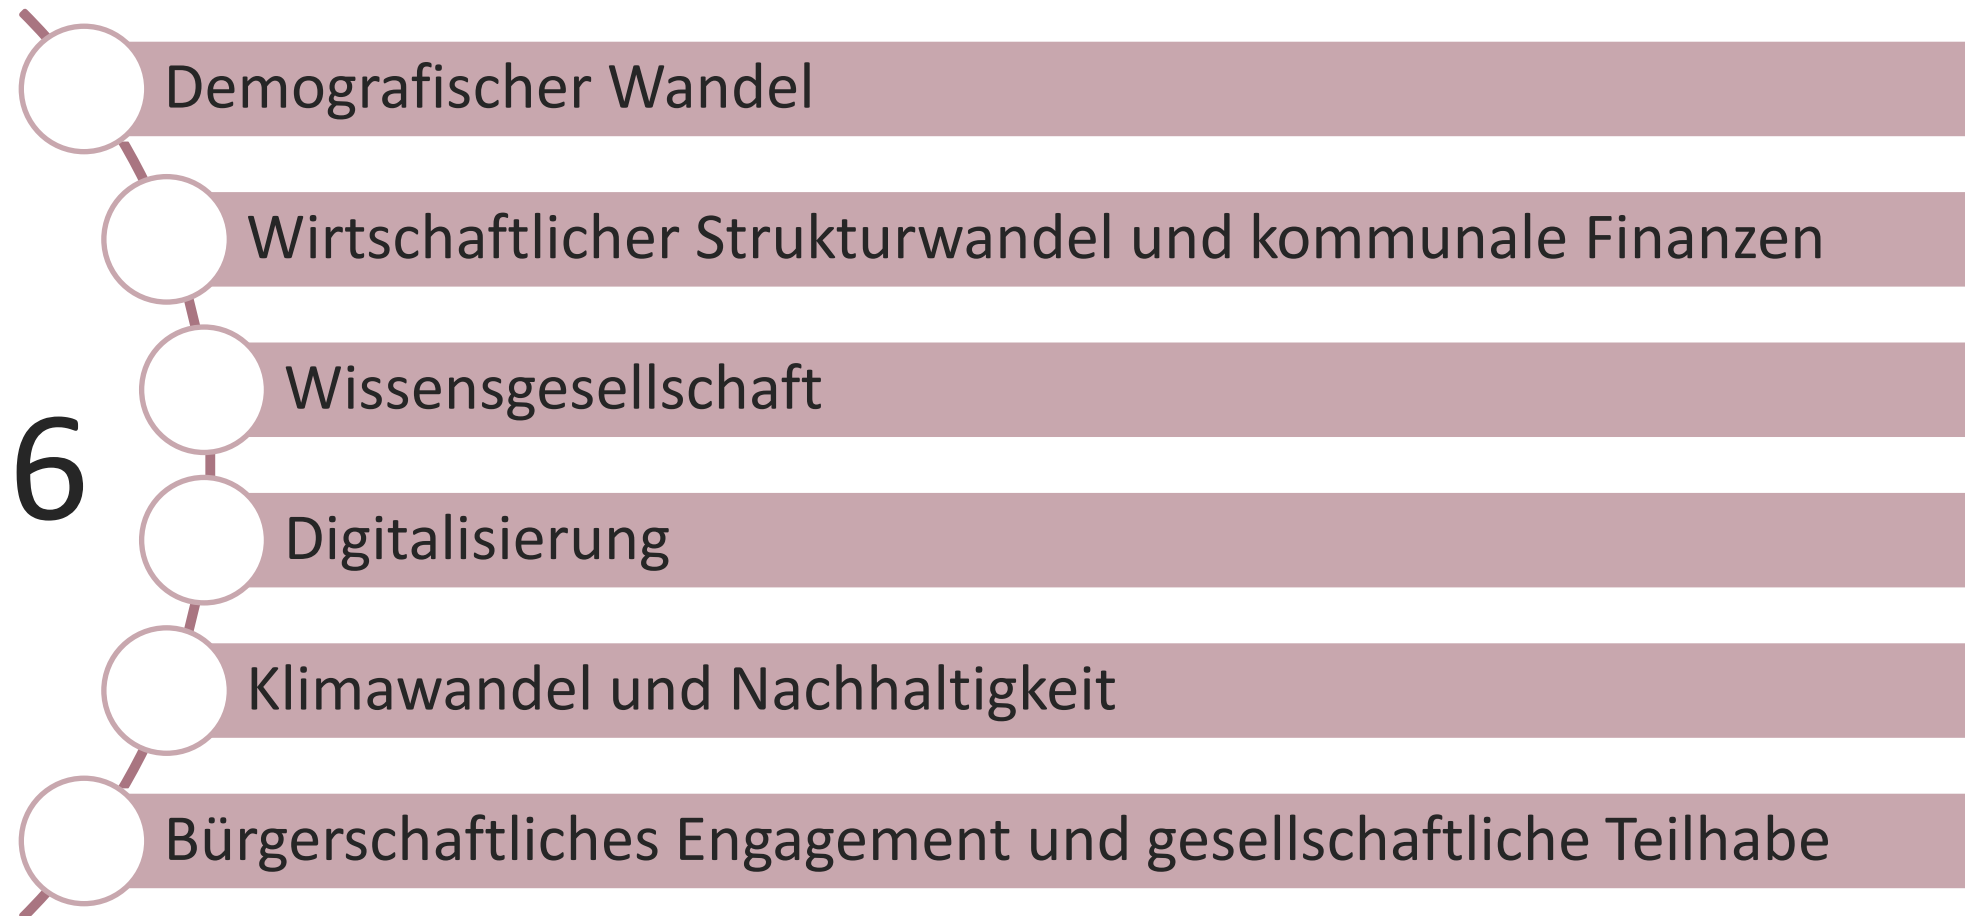 Demografischer Wandel
Wirtschaftlicher Strukturwandel und kommunale Finanzen
Wissensgesellschaft
6
Digitalisierung
Klimawandel und Nachhaltigkeit
Bürgerschaftliches Engagement und gesellschaftliche Teilhabe